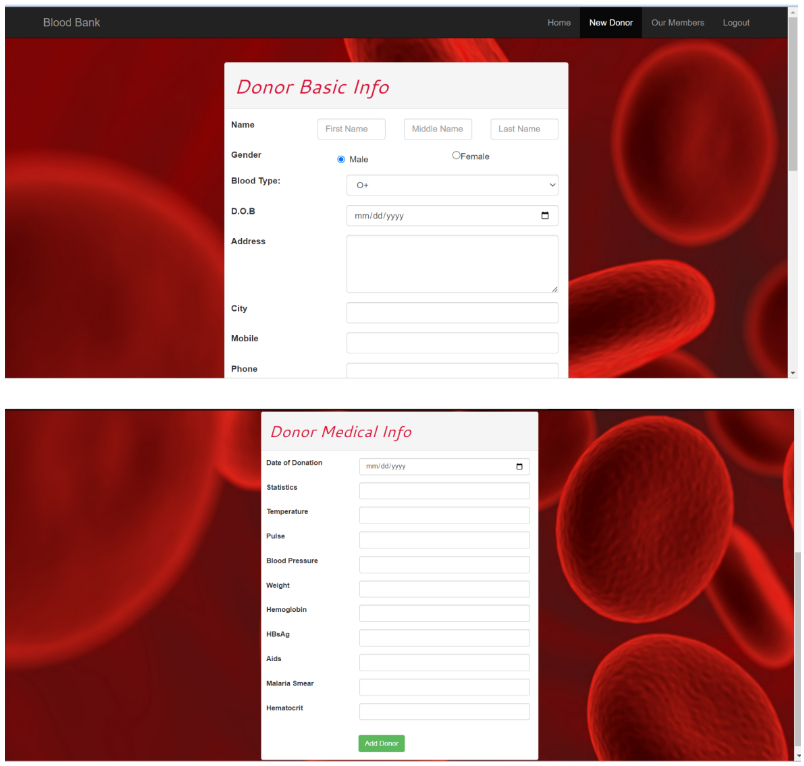 Blood Bank Home New Donor Our Members Logout
Donor Basic Info
Name First Name Middle Name Last Name
Gender Male Female
Blood Type: O+
D.O.B mm/dd/yyyy
Address
City
Mobile
Phone
Donor Medical Info
Date of Donation mm/dd/yyyy
Statistics
Temperature
Pulse
Blood Pressure
Weight
Hemoglobin
HBsAg
Aids
Malaria Smear
Hematocrit
Add Donor